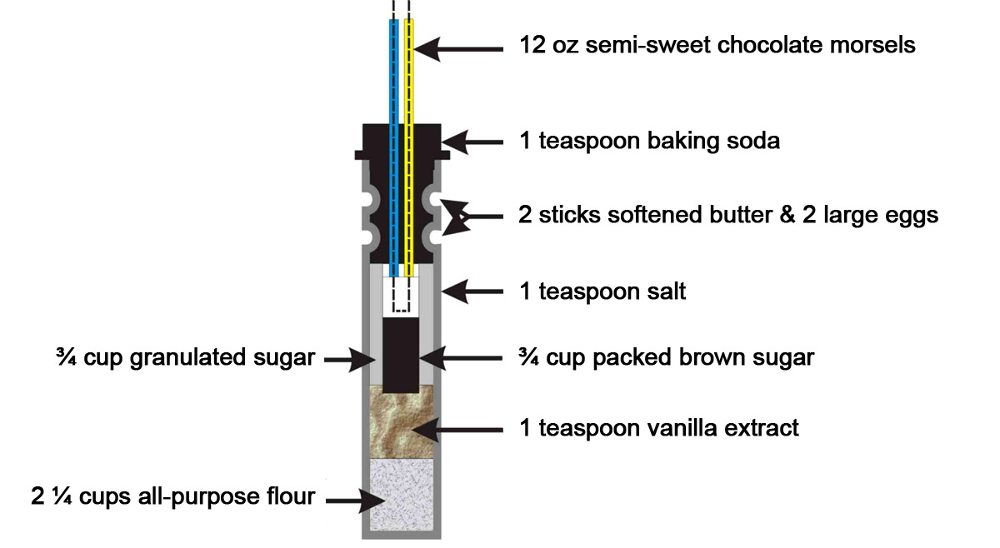 12 oz semi-sweet chocolate morsels
1 teaspoon baking soda
2 sticks softened butter & 2 large eggs
1 teaspoon salt
¾ cup granulated sugar
¾ cup packed brown sugar
1 teaspoon vanilla extract
2 ¼ cups all-purpose flour